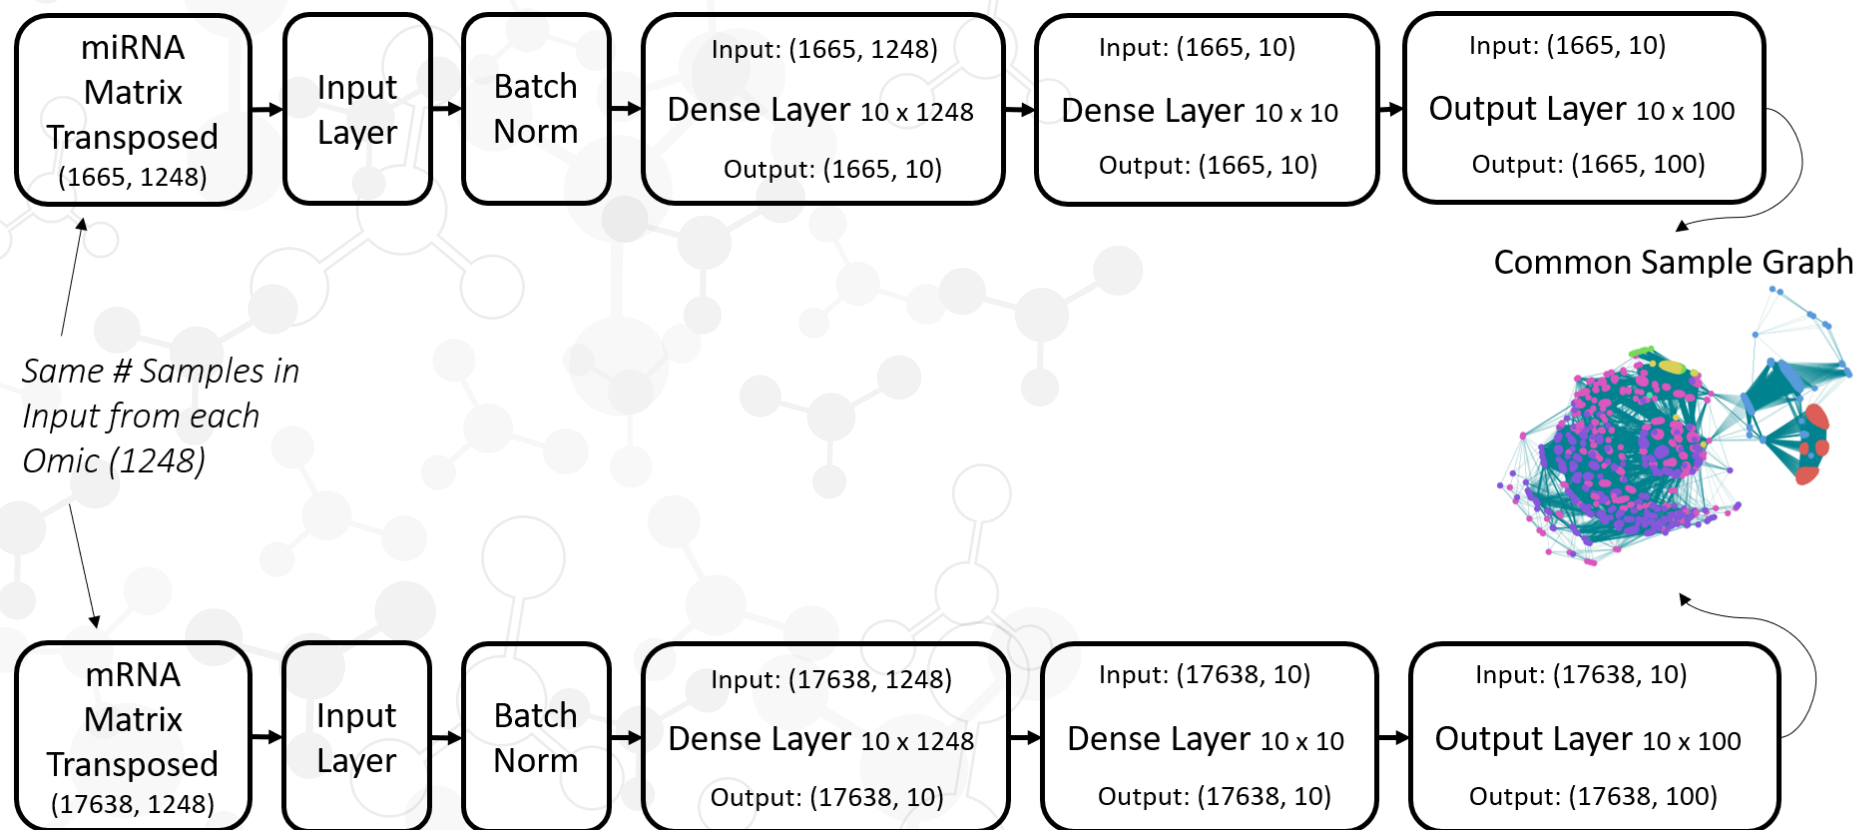 miRNA
Matrix
Transposed
(1665, 1248)
Input
Layer
Batch
Norm
Input: (1665, 1248)
Dense Layer 10 x 1248
Output: (1665, 10)
Input: (1665, 10)
Dense Layer 10 x 10
Output: (1665, 10)
Input: (1665, 10)
Output Layer 10 x 100
Output: (1665, 100)
Common Sample Graph
Same # Samples in
Input from each
Omic (1248)
mRNA
Matrix
Transposed
(17638, 1248)
Input
Layer
Batch
Norm
Input: (17638, 1248)
Dense Layer 10 x 1248
Output: (17638, 10)
Input: (17638, 10)
Dense Layer 10 x 10
Output: (17638, 10)
Input: (17638, 10)
Output Layer 10 x 100
Output: (17638, 100)